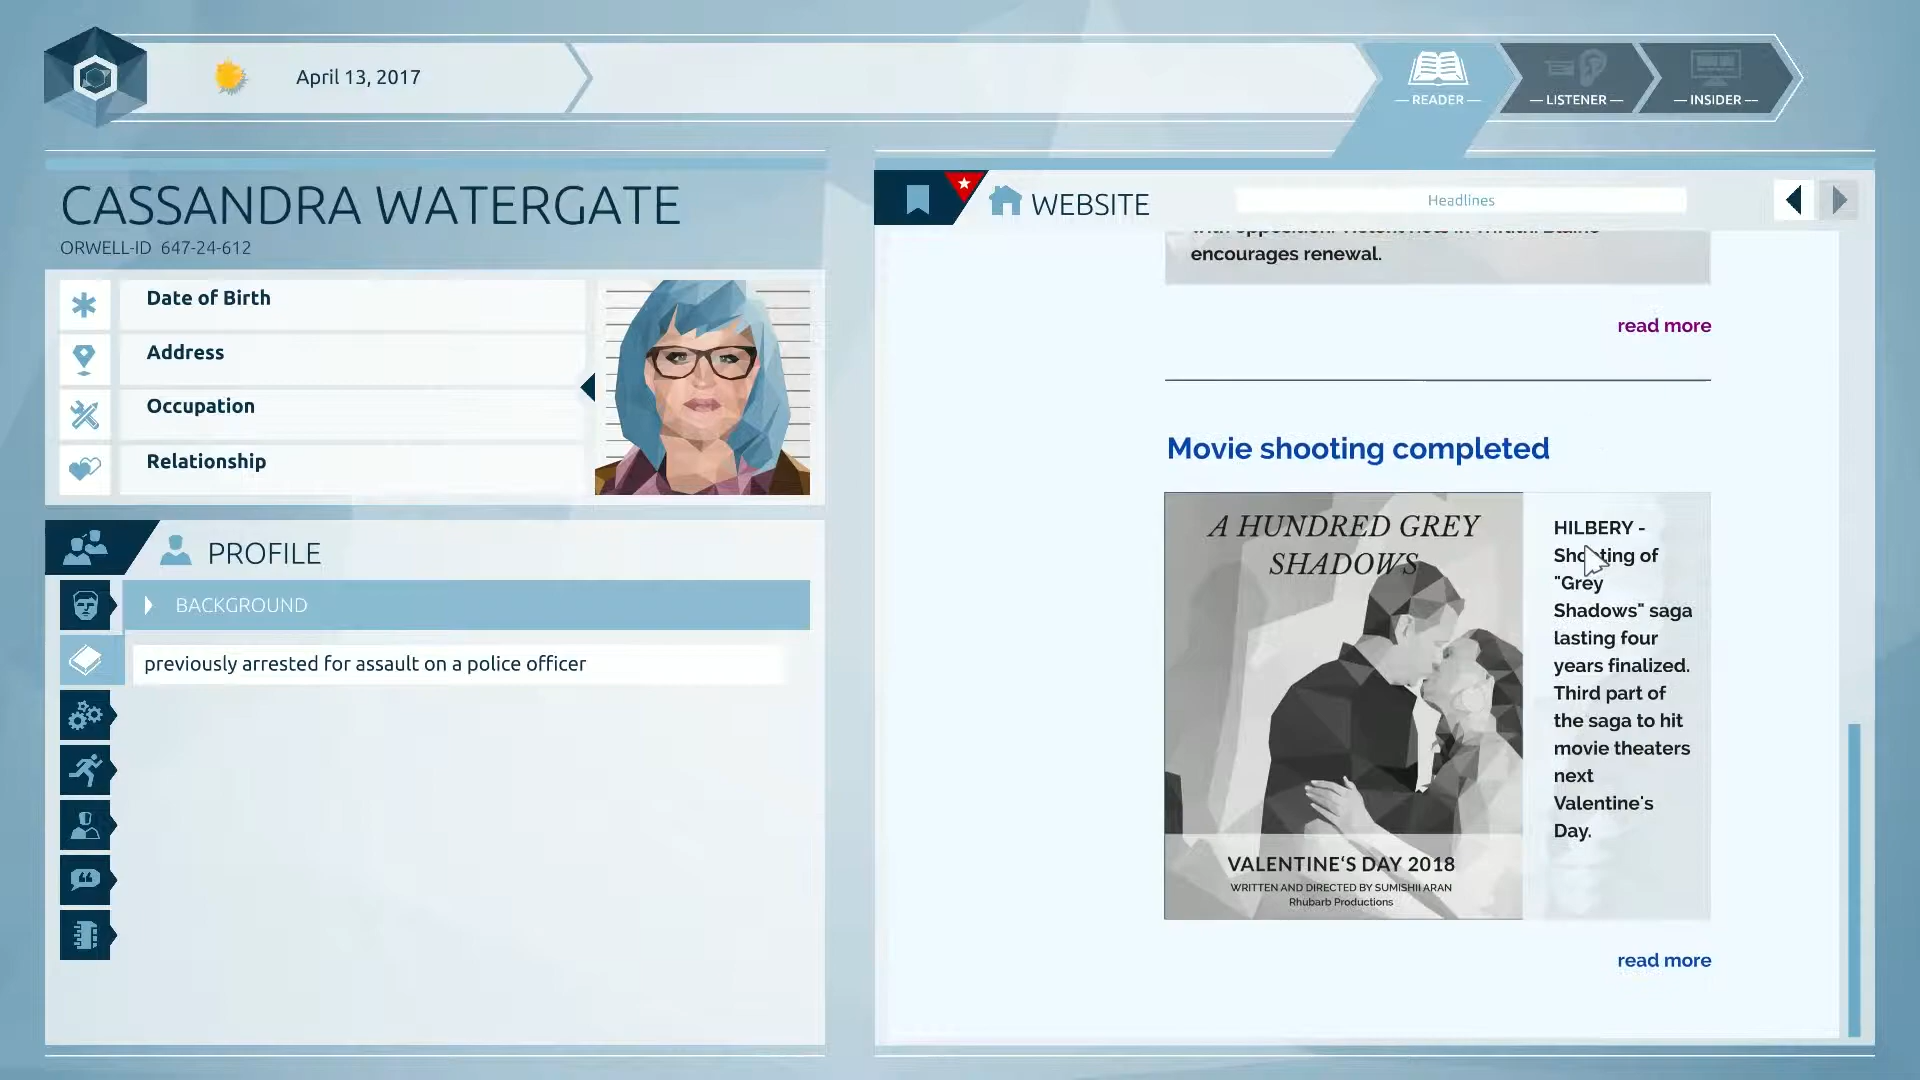 April 13, 2017
— READER —
— LISTENER —
— INSIDER —
CASSANDRA WATERGATE
ORWELL-ID 647-24-612
Date of Birth
Address
Occupation
Relationship
PROFILE
BACKGROUND
previously arrested for assault on a police officer
WEBSITE
Headlines
encourages renewal.
read more
Movie shooting completed
A HUNDRED GREY
SHADOWS
VALENTINE'S DAY 2018
WRITTEN AND DIRECTED BY SUMISHII ARAN
Rhubarb Productions
HILBERY -
Shooting of
"Grey
Shadows" saga
lasting four
years finalized.
Third part of
the saga to hit
movie theaters
next
Valentine's
Day.
read more